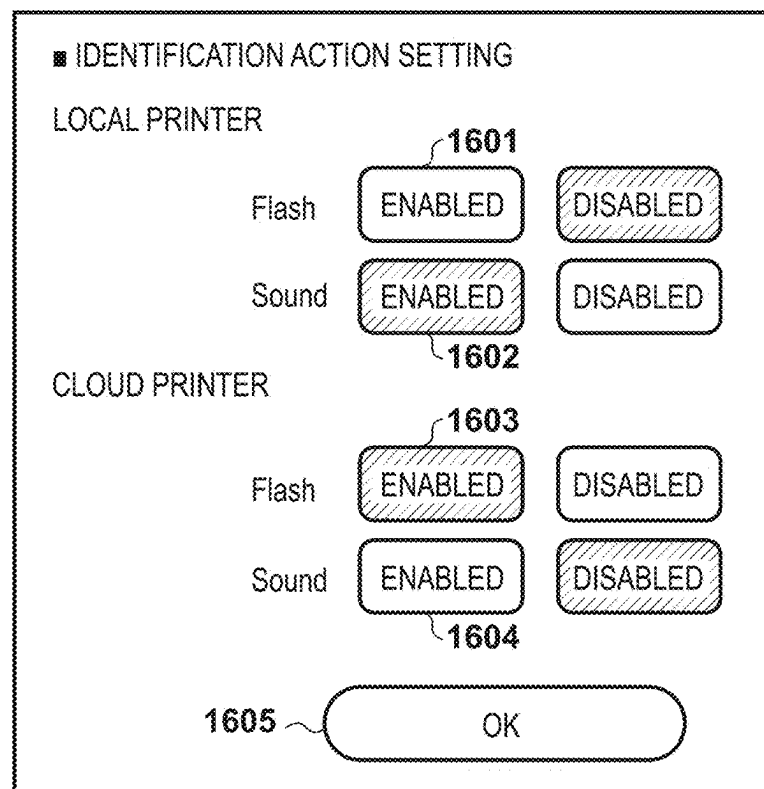 ■ IDENTIFICATION ACTION SETTING
LOCAL PRINTER
1601
Flash ENABLED DISABLED
Sound ENABLED DISABLED
1602
CLOUD PRINTER
1603
Flash ENABLED DISABLED
Sound ENABLED DISABLED
1604
1605 OK